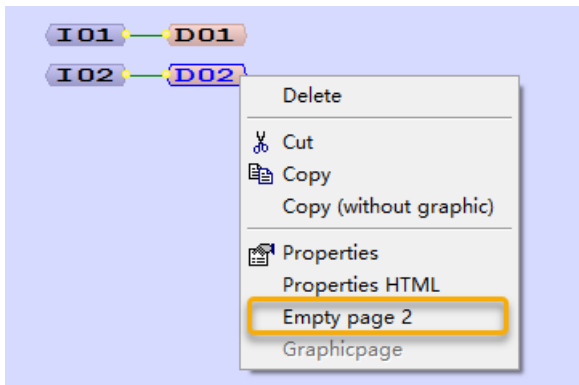 I01 D01
I02 D02
Delete
Cut
Copy
Copy (without graphic)
Properties
Properties HTML
Empty page 2
Graphicpage